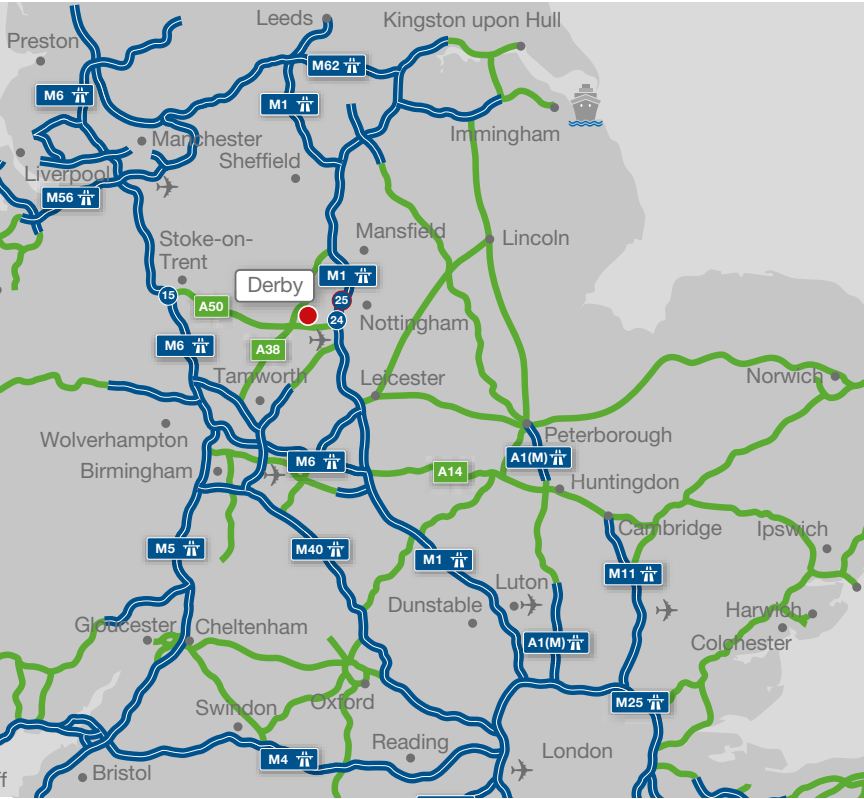 Leeds
Kingston upon Hull
Preston
M62
M6
M1
Immingham
Manchester
Sheffield
Liverpool
M56
Mansfield
Stoke-on-
Trent
Lincoln
M1
Derby
15
A50
25
24
Nottingham
M6
A38
Tamworth
Leicester
Norwich
Wolverhampton
Peterborough
M6
A1(M)
Birmingham
A14
Huntingdon
Cambridge
Ipswich
M5
M40
M1
M11
Luton
Dunstable
Harwich
Gloucester
Cheltenham
A1(M)
Colchester
Swindon
Oxford
M25
Reading
London
M4
Bristol